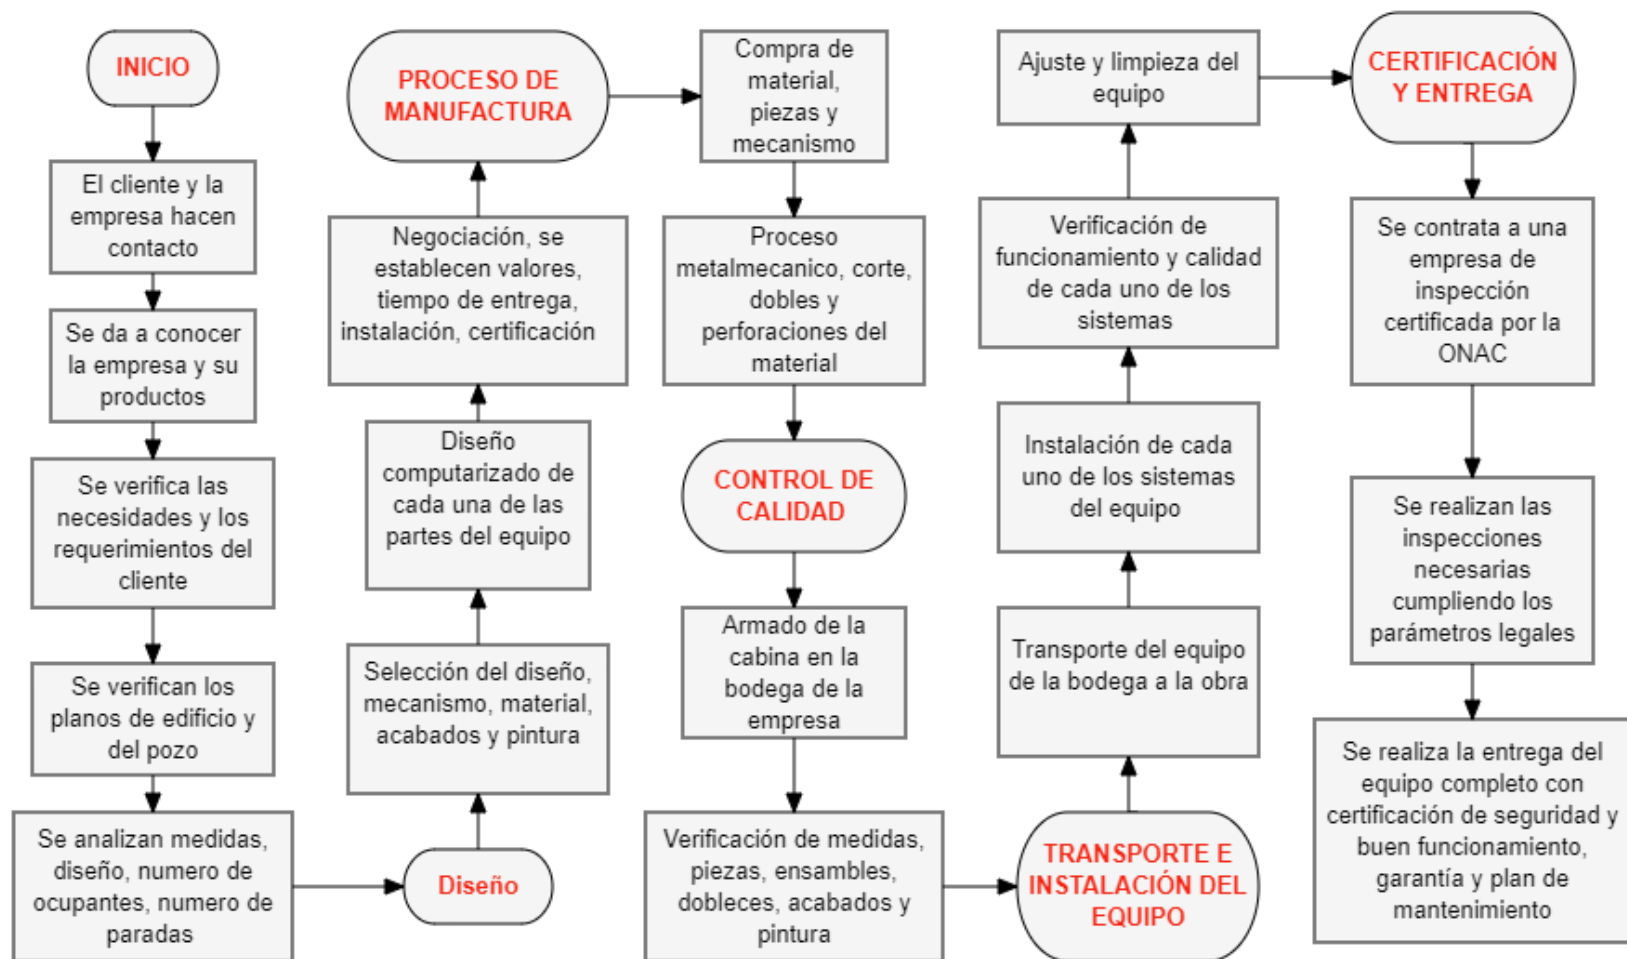 INICIO
El cliente y la
empresa hacen
contacto
Se da a conocer
la empresa y su
productos
Se verifica las
necesidades y los
requerimientos del
cliente
Se verifican los
planos de edificio y
del pozo
Se analizan medidas,
diseño, numero de
ocupantes, numero de
paradas
Diseño
Selección del diseño,
mecanismo, material,
acabados y pintura
Diseño
computarizado de
cada una de las
partes del equipo
Negociación, se
establecen valores,
tiempo de entrega,
instalación, certificación
PROCESO DE
MANUFACTURA
Compra de
material,
piezas y
mecanismo
Proceso
metalmecanico, corte,
dobles y
perforaciones del
material
CONTROL DE
CALIDAD
Armado de la
cabina en la
bodega de la
empresa
Verificación de medidas,
piezas, ensambles,
dobleces, acabados y
pintura
TRANSPORTE E
INSTALACIÓN DEL
EQUIPO
Transporte del equipo
de la bodega a la obra
Instalación de cada
uno de los sistemas
del equipo
Verificación de
funcionamiento y calidad
de cada uno de los
sistemas
Ajuste y limpieza del
equipo
CERTIFICACIÓN
Y ENTREGA
Se contrata a una
empresa de
inspección
certificada por la
ONAC
Se realizan las
inspecciones
necesarias
cumpliendo los
parámetros legales
Se realiza la entrega del
equipo completo con
certificación de seguridad y
buen funcionamiento,
garantía y plan de
mantenimiento